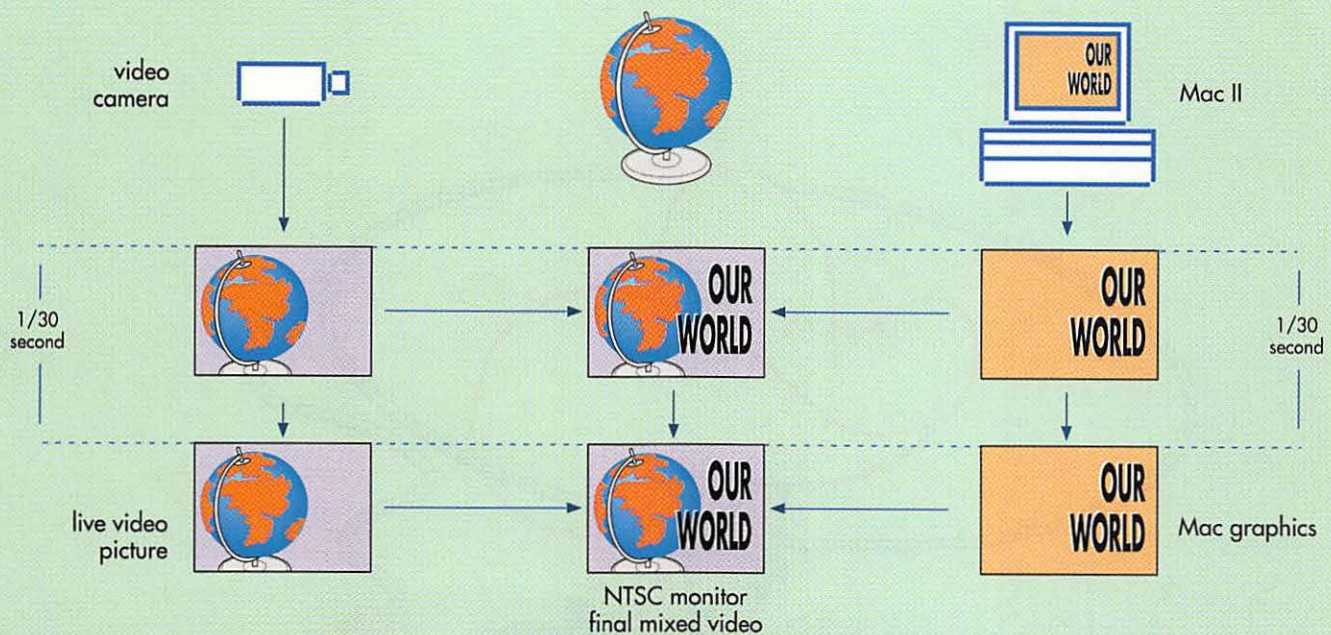 video
camera
OUR
WORLD
Mac II
1/30
second
OUR
WORLD
OUR
WORLD
1/30
second
live video
picture
OUR
WORLD
OUR
WORLD
Mac graphics
NTSC monitor
final mixed video